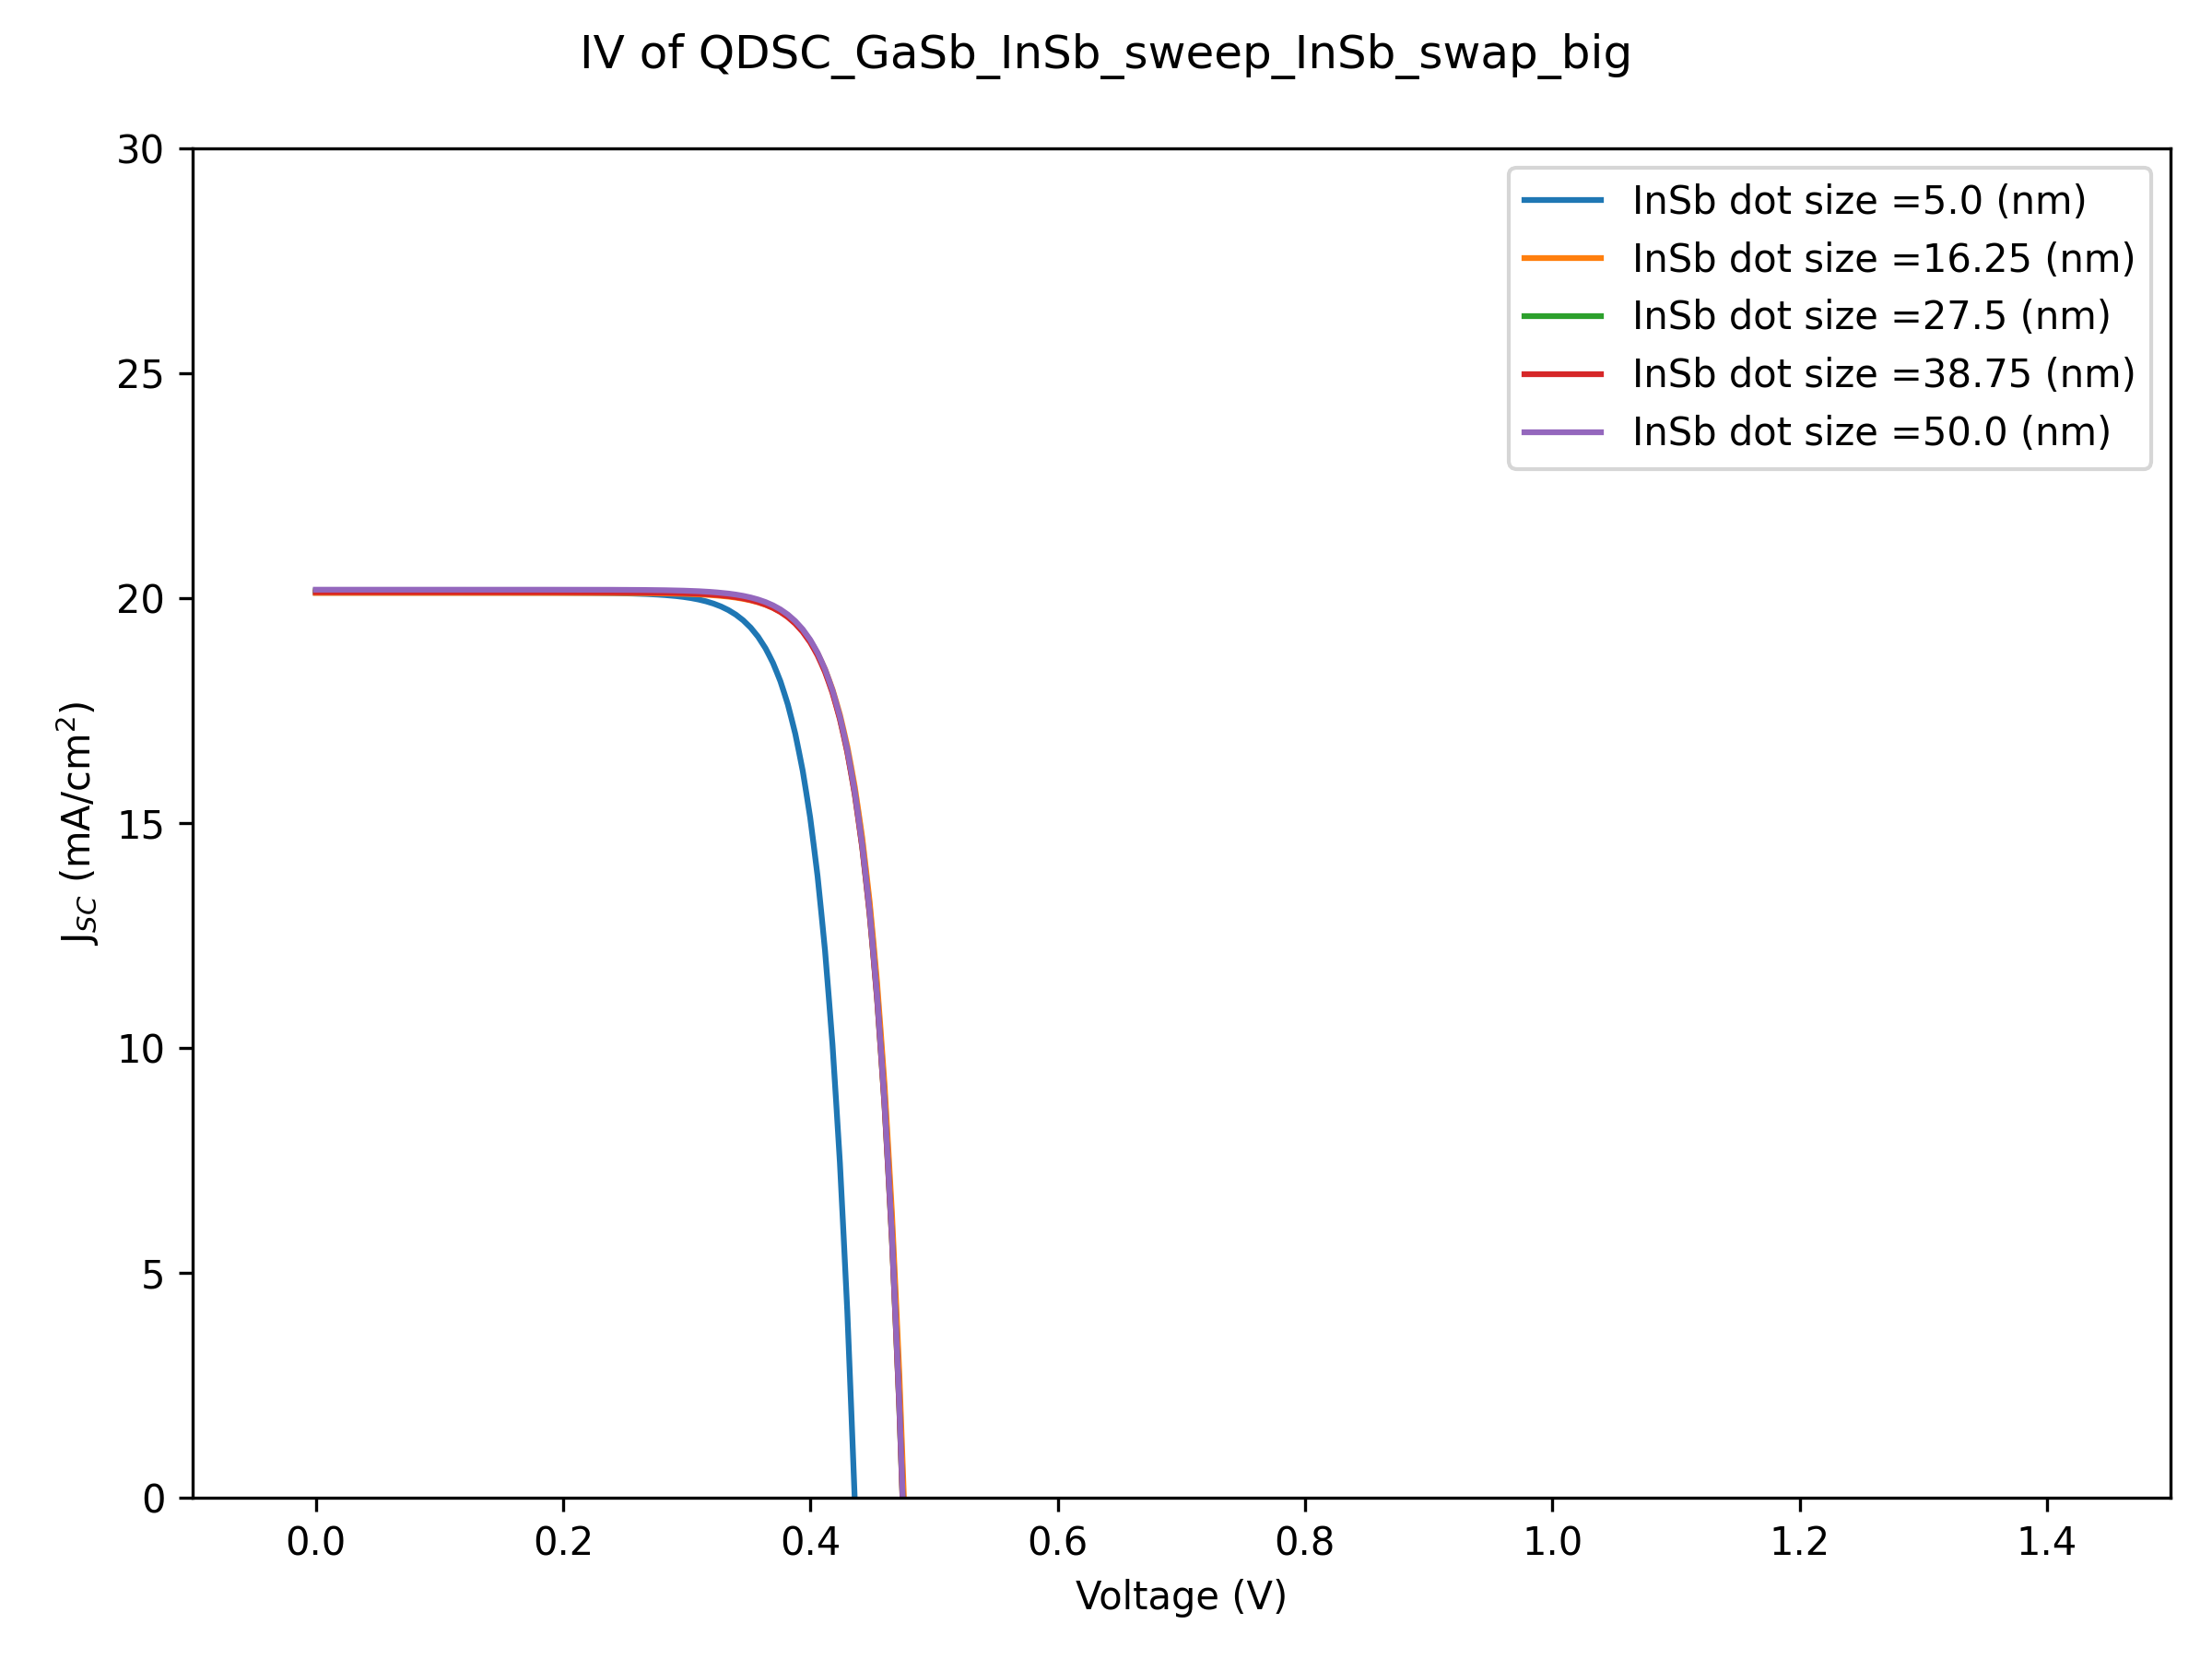 IV of QDSC_GaSb_InSb_sweep_InSb_swap_big
30
25
20
15
10
5
0
J_SC (mA/cm²)
InSb dot size =5.0 (nm)
InSb dot size =16.25 (nm)
InSb dot size =27.5 (nm)
InSb dot size =38.75 (nm)
InSb dot size =50.0 (nm)
0.0 0.2 0.4 0.6 0.8 1.0 1.2 1.4
Voltage (V)